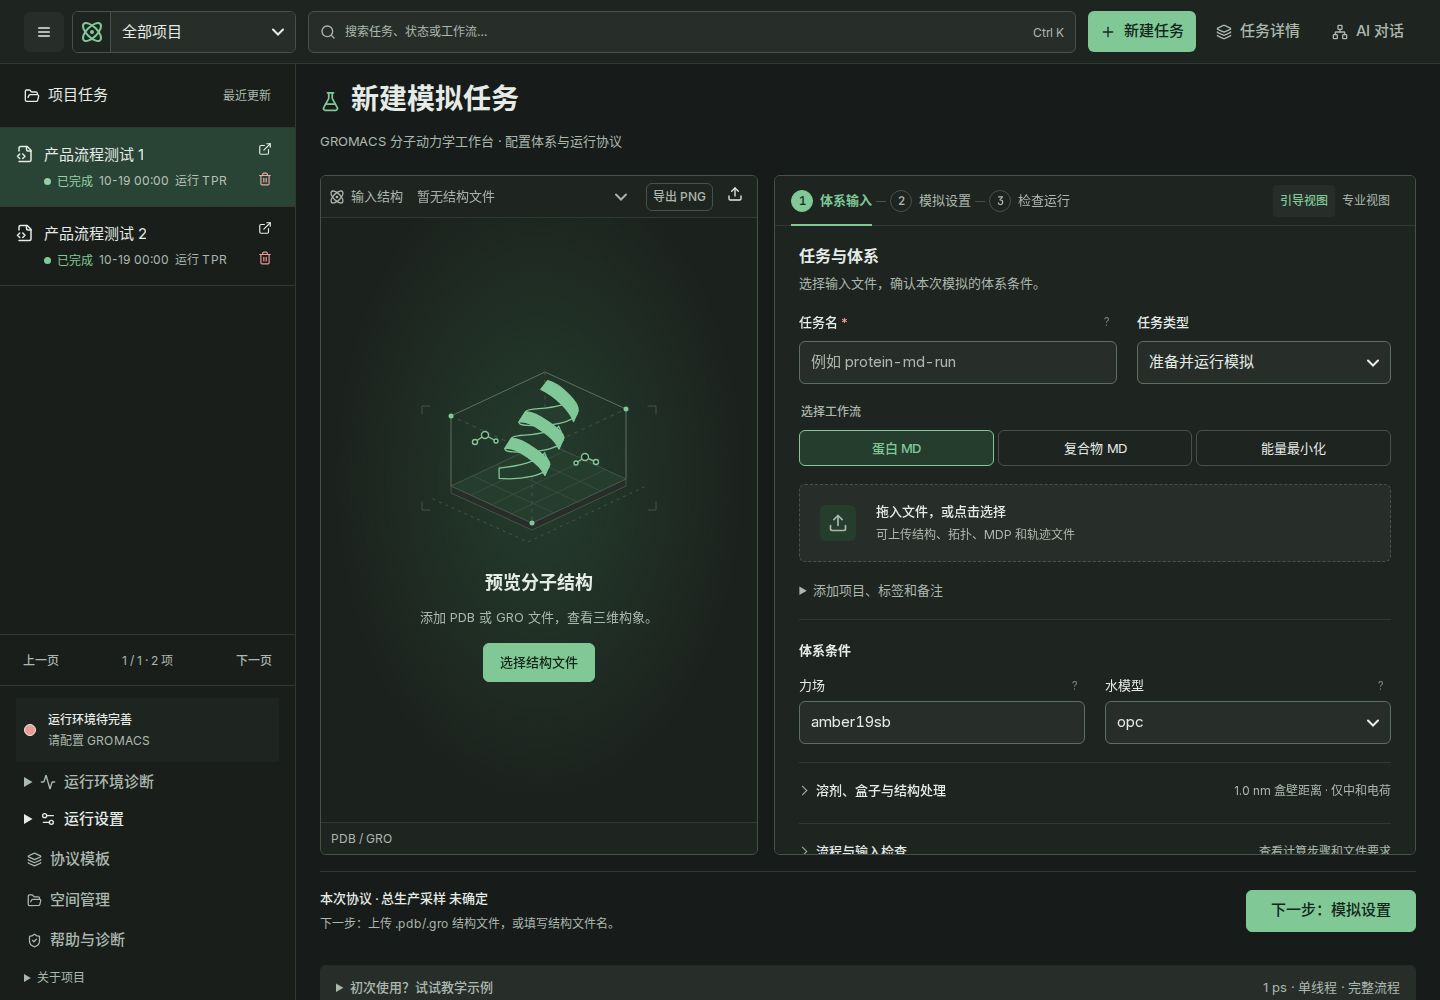 全部项目
搜索任务、状态或工作流...
Ctrl K
新建任务
任务详情
AI 对话
项目任务
最近更新
产品流程测试 1
已完成 10-19 00:00 运行 TPR
产品流程测试 2
已完成 10-19 00:00 运行 TPR
上一页
1 / 1 · 2 项
下一页
运行环境待完善
请配置 GROMACS
运行环境诊断
运行设置
协议模板
空间管理
帮助与诊断
关于项目
新建模拟任务
GROMACS 分子动力学工作台 · 配置体系与运行协议
输入结构
暂无结构文件
导出 PNG
预览分子结构
添加 PDB 或 GRO 文件，查看三维构象。
选择结构文件
PDB / GRO
1 体系输入
2 模拟设置
3 检查运行
引导视图
专业视图
任务与体系
选择输入文件，确认本次模拟的体系条件。
任务名 *
?
任务类型
例如 protein-md-run
准备并运行模拟
选择工作流
蛋白 MD
复合物 MD
能量最小化
拖入文件，或点击选择
可上传结构、拓扑、MDP 和轨迹文件
添加项目、标签和备注
体系条件
力场
?
水模型
?
amber19sb
opc
溶剂、盒子与结构处理
1.0 nm 盒壁距离 · 仅中和电荷
流程与输入检查
查看计算步骤和文件要求
本次协议 · 总生产采样 未确定
下一步：上传 .pdb/.gro 结构文件，或填写结构文件名。
下一步：模拟设置
初次使用？试试教学示例
1 ps · 单线程 · 完整流程